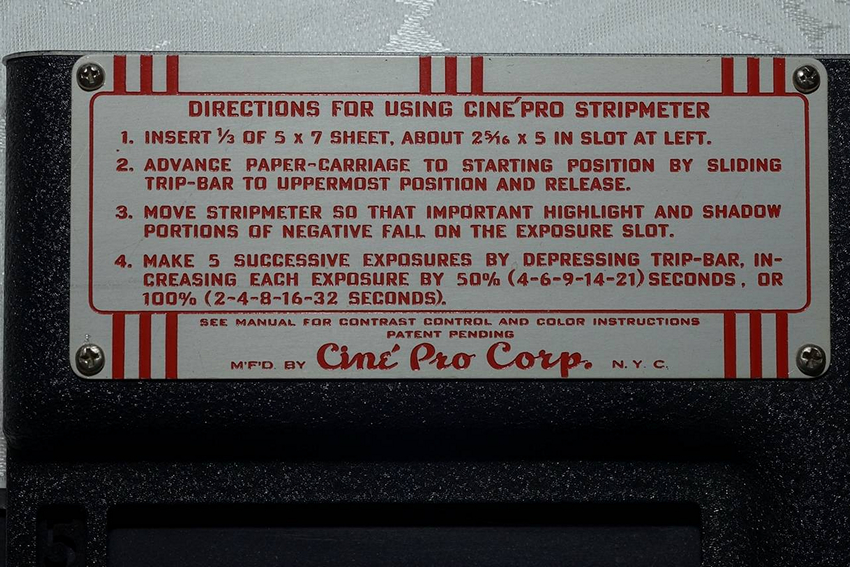 DIRECTIONS FOR USING CINÉ PRO STRIPMETER
1. INSERT 1/3 OF 5 x 7 SHEET, ABOUT 2 5/16 x 5 IN SLOT AT LEFT.
2. ADVANCE PAPER-CARRIAGE TO STARTING POSITION BY SLIDING
TRIP-BAR TO UPPERMOST POSITION AND RELEASE.
3. MOVE STRIPMETER SO THAT IMPORTANT HIGHLIGHT AND SHADOW
PORTIONS OF NEGATIVE FALL ON THE EXPOSURE SLOT.
4. MAKE 5 SUCCESSIVE EXPOSURES BY DEPRESSING TRIP-BAR, IN-
CREASING EACH EXPOSURE BY 50% (4-6-9-14-21) SECONDS, OR
100% (2-4-8-16-32 SECONDS).
SEE MANUAL FOR CONTRAST CONTROL AND COLOR INSTRUCTIONS
PATENT PENDING
M'F'D. BY Ciné Pro Corp. N.Y.C.
5